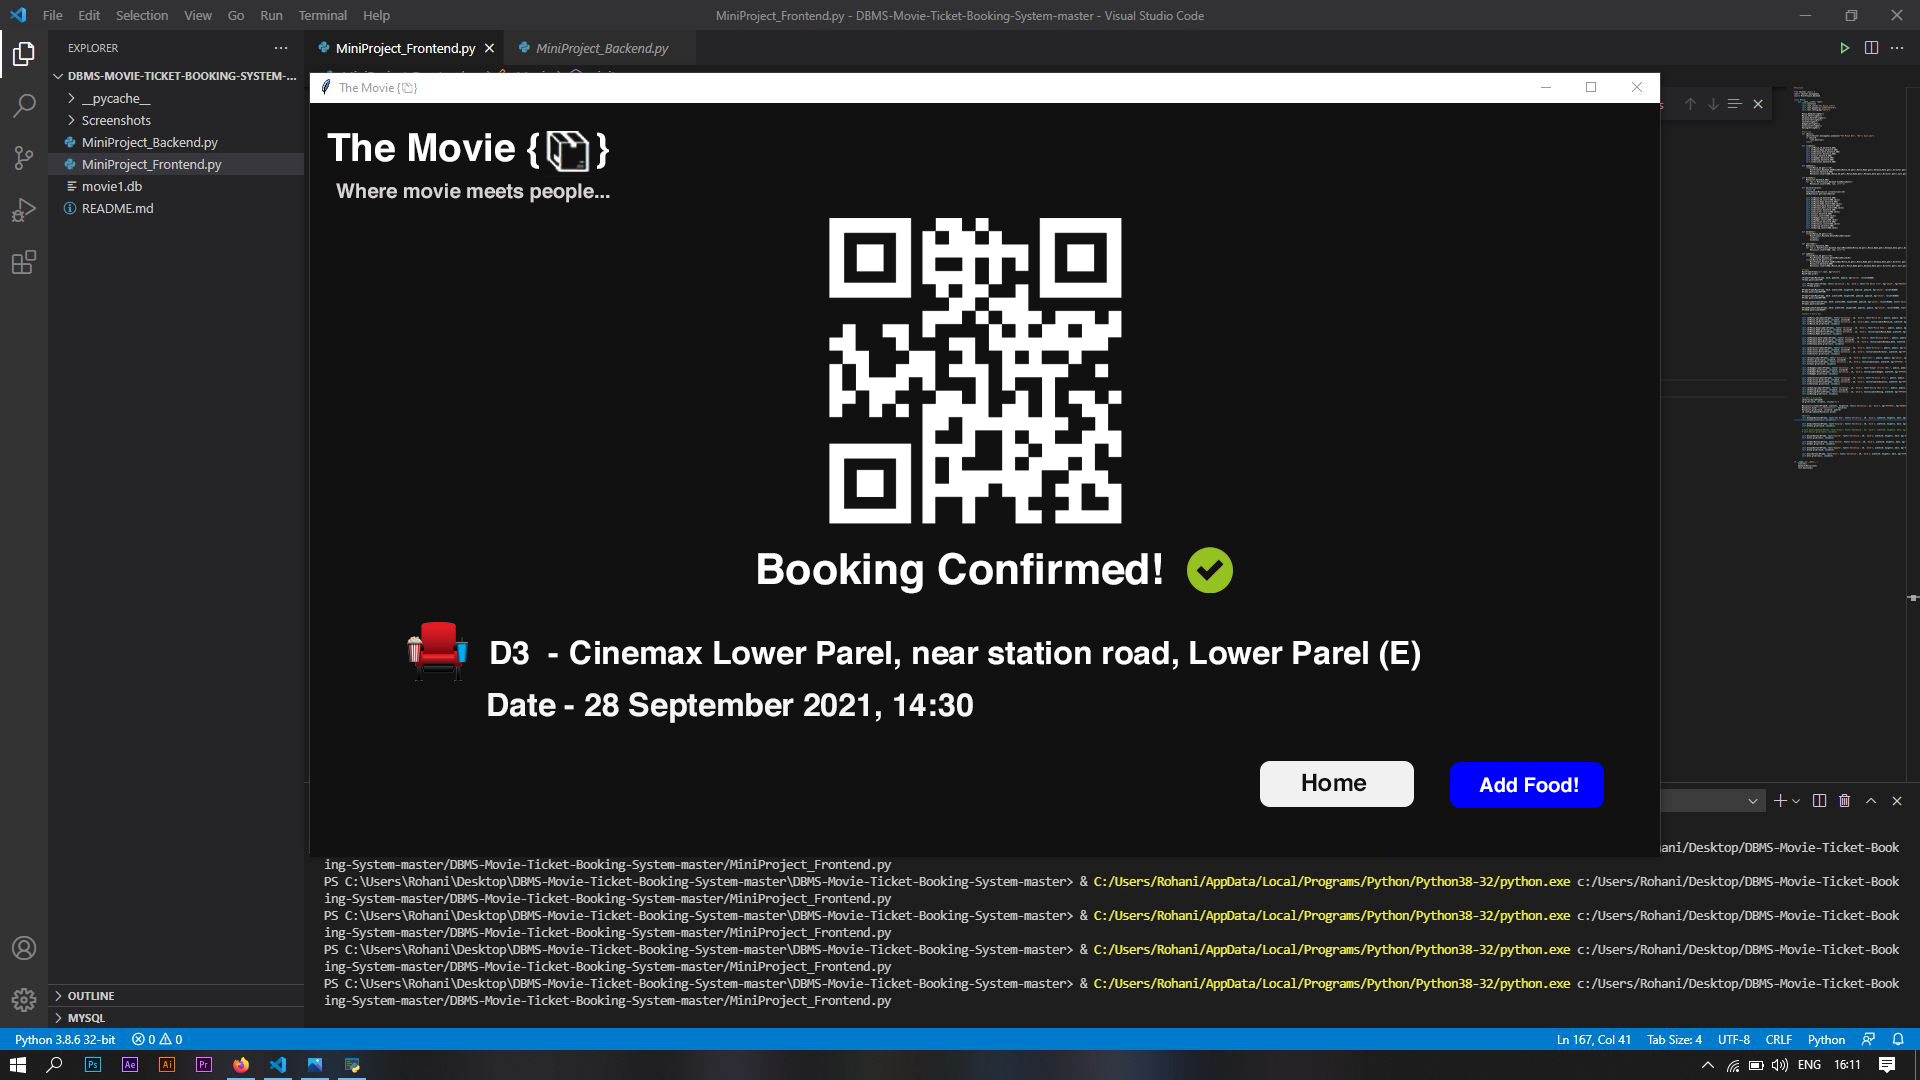 File Edit Selection View Go Run Terminal Help
MiniProject_Frontend.py - DBMS-Movie-Ticket-Booking-System-master - Visual Studio Code
EXPLORER
MiniProject_Frontend.py
MiniProject_Backend.py
DBMS-MOVIE-TICKET-BOOKING-SYSTEM-...
__pycache__
Screenshots
MiniProject_Backend.py
MiniProject_Frontend.py
movie1.db
README.md
The Movie {}
The Movie {}
Where movie meets people...
Booking Confirmed!
D3 - Cinemax Lower Parel, near station road, Lower Parel (E)
Date - 28 September 2021, 14:30
Home
Add Food!
ani/Desktop/DBMS-Movie-Ticket-Book
ing-System-master/DBMS-Movie-Ticket-Booking-System-master/MiniProject_Frontend.py
PS C:\Users\Rohani\Desktop\DBMS-Movie-Ticket-Booking-System-master\DBMS-Movie-Ticket-Booking-System-master> & C:/Users/Rohani/AppData/Local/Programs/Python/Python38-32/python.exe c:/Users/Rohani/Desktop/DBMS-Movie-Ticket-Book
ing-System-master/DBMS-Movie-Ticket-Booking-System-master/MiniProject_Frontend.py
PS C:\Users\Rohani\Desktop\DBMS-Movie-Ticket-Booking-System-master\DBMS-Movie-Ticket-Booking-System-master> & C:/Users/Rohani/AppData/Local/Programs/Python/Python38-32/python.exe c:/Users/Rohani/Desktop/DBMS-Movie-Ticket-Book
ing-System-master/DBMS-Movie-Ticket-Booking-System-master/MiniProject_Frontend.py
PS C:\Users\Rohani\Desktop\DBMS-Movie-Ticket-Booking-System-master\DBMS-Movie-Ticket-Booking-System-master> & C:/Users/Rohani/AppData/Local/Programs/Python/Python38-32/python.exe c:/Users/Rohani/Desktop/DBMS-Movie-Ticket-Book
ing-System-master/DBMS-Movie-Ticket-Booking-System-master/MiniProject_Frontend.py
PS C:\Users\Rohani\Desktop\DBMS-Movie-Ticket-Booking-System-master\DBMS-Movie-Ticket-Booking-System-master> & C:/Users/Rohani/AppData/Local/Programs/Python/Python38-32/python.exe c:/Users/Rohani/Desktop/DBMS-Movie-Ticket-Book
ing-System-master/DBMS-Movie-Ticket-Booking-System-master/MiniProject_Frontend.py
OUTLINE
MYSQL
Python 3.8.6 32-bit 0 0
Ln 167, Col 41 Tab Size: 4 UTF-8 CRLF Python
Ps Ae Ai Pr
ENG 16:11